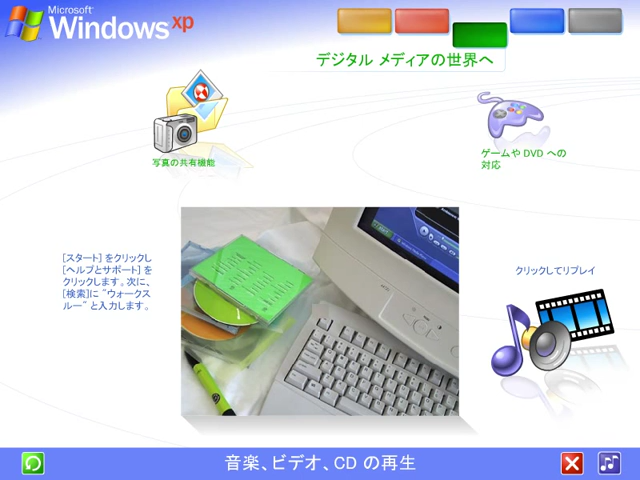 Microsoft®
Windows xp
デジタル メディアの世界へ
写真の共有機能
ゲームや DVD への
対応
[スタート] をクリックし
[ヘルプとサポート] を
クリックします。次に、
[検索]に "ウォークス
ルー" と入力します。
クリックしてリプレイ
音楽、ビデオ、CD の再生